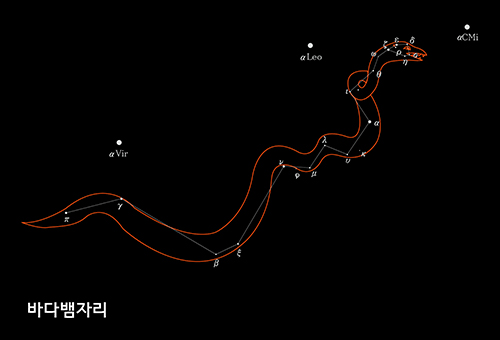 αCMi
αLeo
ζ ε δ
ω ρ σ
η
θ
ι
α
αVir
λ
ν υ κ
φ μ
γ
π
ξ
β
바다뱀자리